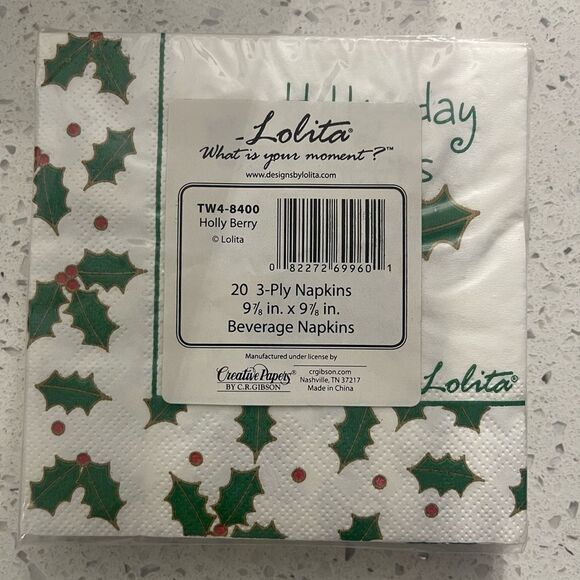 -Lolita®
What is your moment?™
www.designsbylolita.com
TW4-8400
Holly Berry
© Lolita
0 82272 69960 1
20 3-Ply Napkins
9⅞ in. x 9⅞ in.
Beverage Napkins
Manufactured under license by
Creative Papers®
BY C.R. GIBSON
crgibson.com
Nashville, TN 37217
Made in China
Lolita®